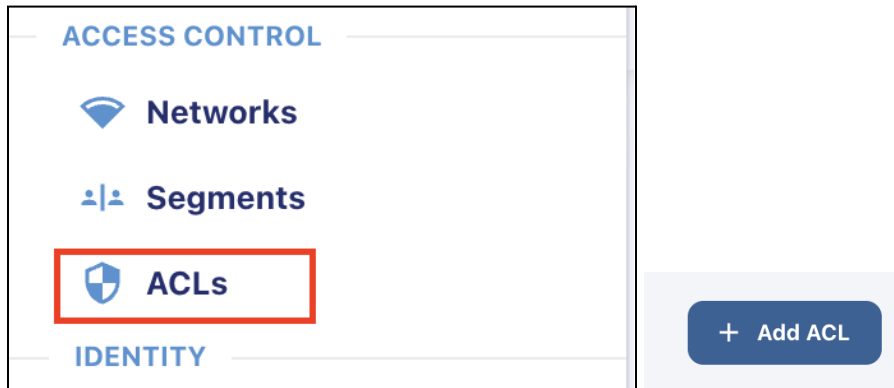 ACCESS CONTROL
Networks
Segments
ACLs
IDENTITY
+ Add ACL